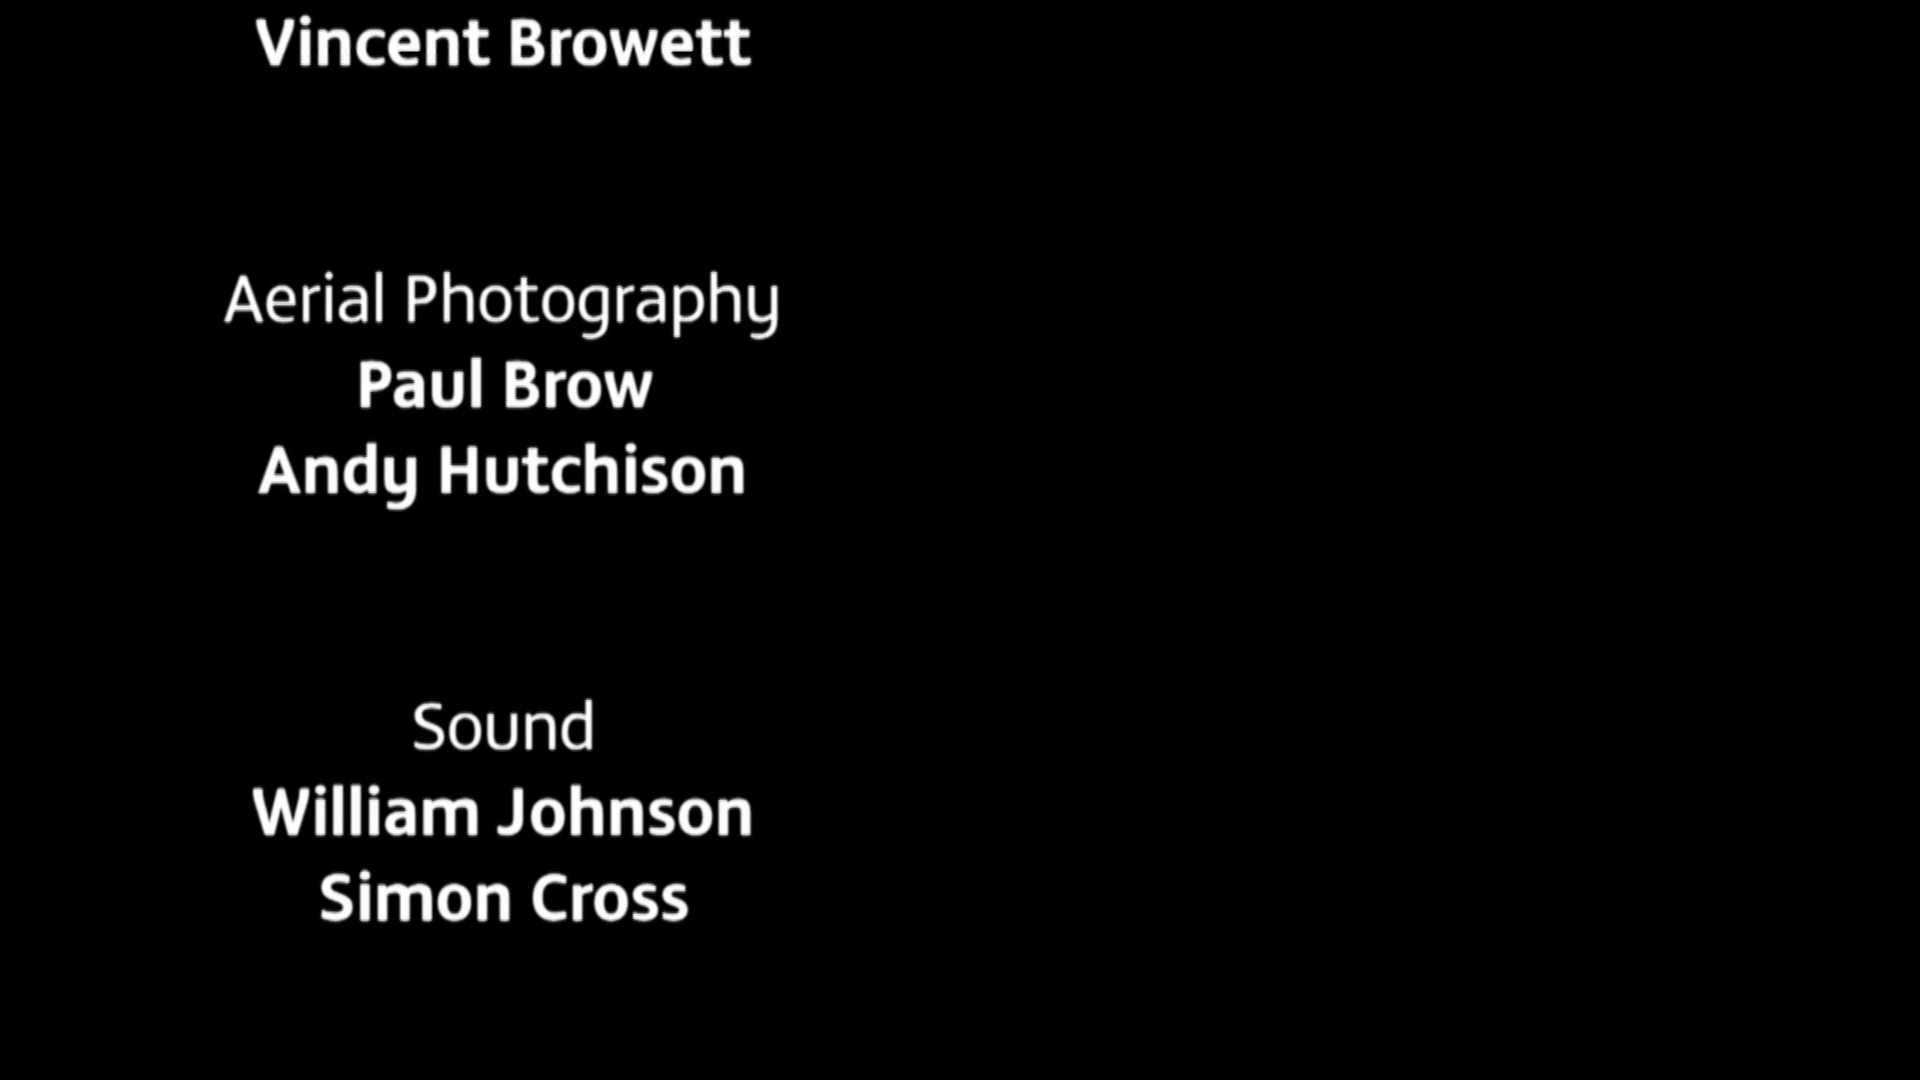 Vincent Browett
Aerial Photography
Paul Brow
Andy Hutchison
Sound
William Johnson
Simon Cross